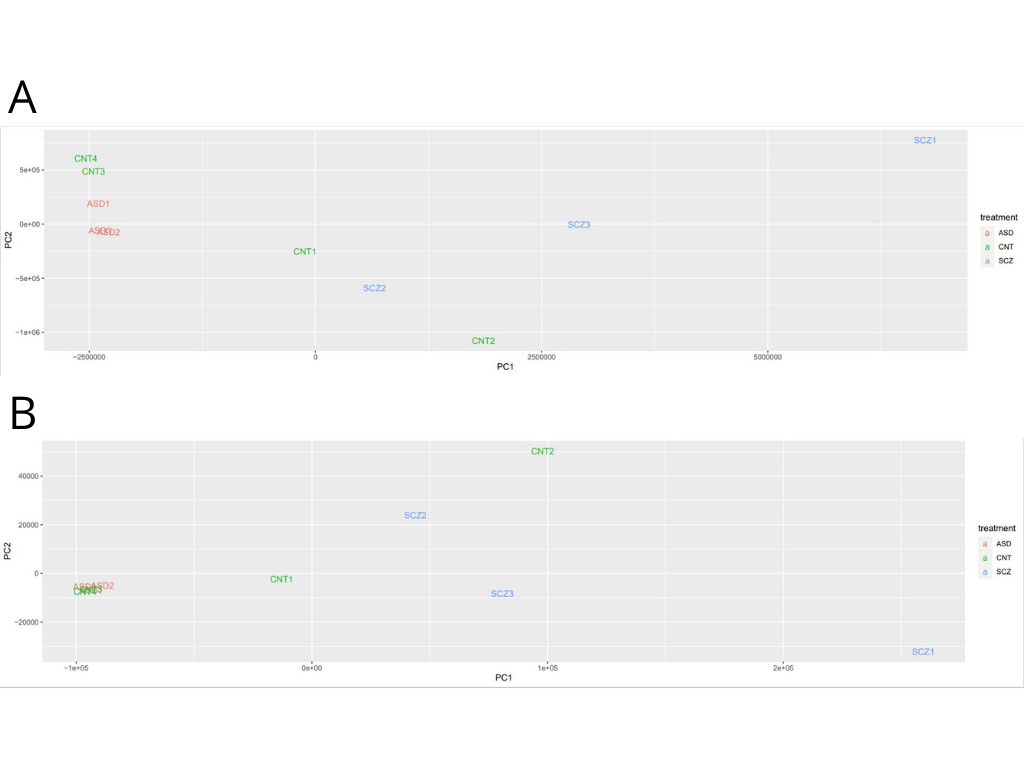 A
CNT4
CNT3
ASD1
ASD2
CNT1
SCZ2
CNT2
SCZ3
SCZ1
5e+05
0e+00
−5e+05
−1e+06
PC2
−2500000 0 2500000 5000000
PC1
treatment
a ASD
a CNT
a SCZ
B
CNT2
SCZ2
CNT1
ASD2
SCZ3
SCZ1
40000
20000
0
−20000
PC2
−1e+05 0e+00 1e+05 2e+05
PC1
treatment
a ASD
a CNT
a SCZ